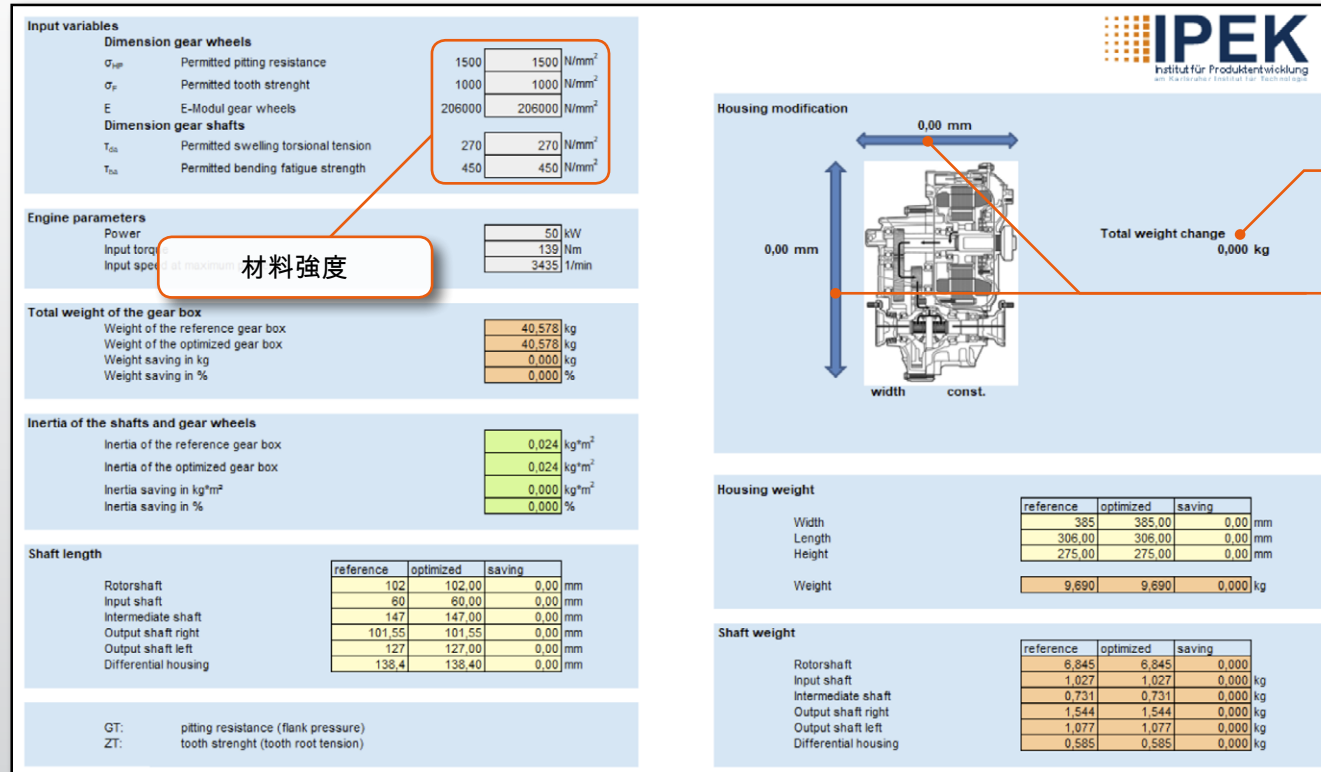 Input variables
Dimension gear wheels
σHP Permitted pitting resistance 1500 1500 N/mm²
σF Permitted tooth strenght 1000 1000 N/mm²
E E-Modul gear wheels 206000 206000 N/mm²
Dimension gear shafts
Permitted swelling torsional tension 270 270 N/mm²
Permitted bending fatigue strength 450 450 N/mm²
材料強度
Engine parameters
Power 50 kW
Input torq 139 Nm
Input speed at maximum 3435 1/min
Total weight of the gear box
Weight of the reference gear box 40,578 kg
Weight of the optimized gear box 40,578 kg
Weight saving in kg 0,000 kg
Weight saving in % 0,000 %
Inertia of the shafts and gear wheels
Inertia of the reference gear box 0,024 kg*m²
Inertia of the optimized gear box 0,024 kg*m²
Inertia saving in kg*m² 0,000 kg*m²
Inertia saving in % 0,000 %
Shaft length
reference optimized saving
Rotorshaft 102 102,00 0,00 mm
Input shaft 60 60,00 0,00 mm
Intermediate shaft 147 147,00 0,00 mm
Output shaft right 101,55 101,55 0,00 mm
Output shaft left 127 127,00 0,00 mm
Differential housing 138,4 138,40 0,00 mm
GT: pitting resistance (flank pressure)
ZT: tooth strenght (tooth root tension)
IPEK
Institut für Produktentwicklung
am Karlsruher Institut für Technologie
Housing modification
0,00 mm
0,00 mm
Total weight change
0,000 kg
width const.
Housing weight
reference optimized saving
Width 385 385,00 0,00 mm
Length 306,00 306,00 0,00 mm
Height 275,00 275,00 0,00 mm
Weight 9,690 9,690 0,000 kg
Shaft weight
reference optimized saving
Rotorshaft 6,845 6,845 0,000
Input shaft 1,027 1,027 0,000 kg
Intermediate shaft 0,731 0,731 0,000 kg
Output shaft right 1,544 1,544 0,000 kg
Output shaft left 1,077 1,077 0,000 kg
Differential housing 0,585 0,585 0,000 kg